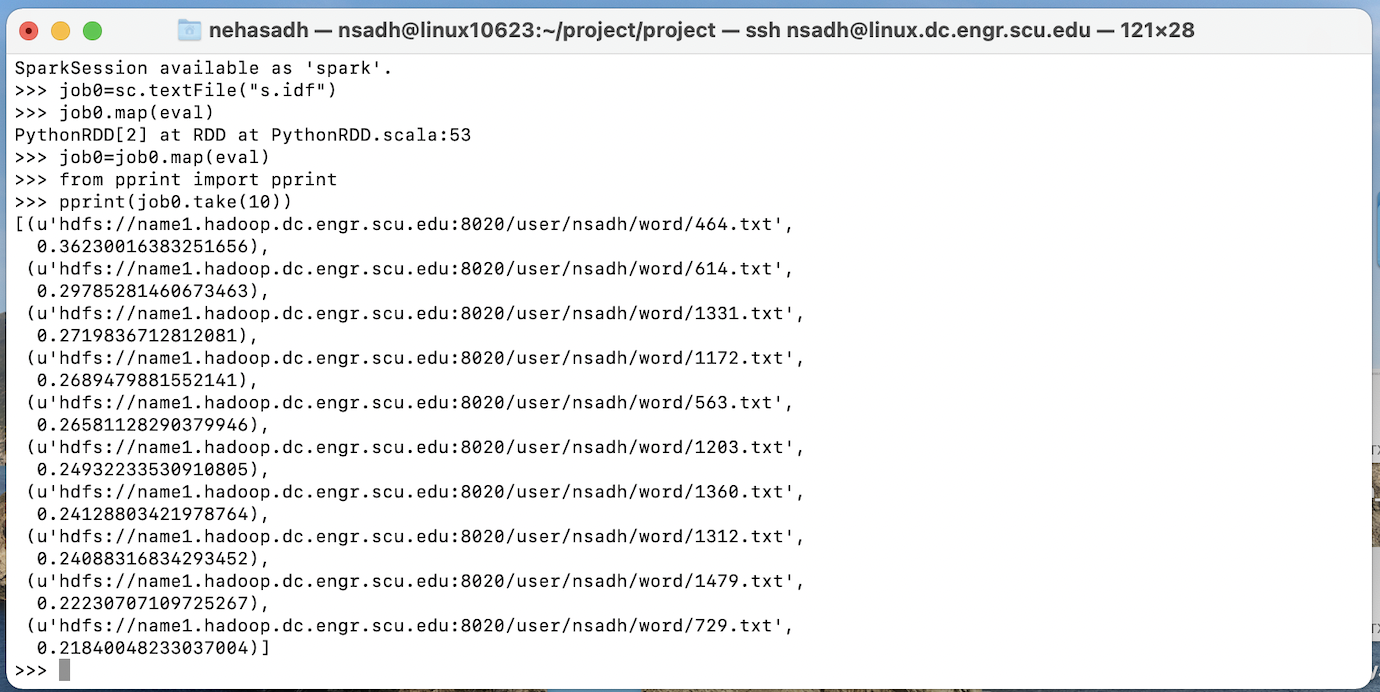 nehasadh — nsadh@linux10623:~/project/project — ssh nsadh@linux.dc.engr.scu.edu — 121×28
SparkSession available as 'spark'.
>>> job0=sc.textFile("s.idf")
>>> job0.map(eval)
PythonRDD[2] at RDD at PythonRDD.scala:53
>>> job0=job0.map(eval)
>>> from pprint import pprint
>>> pprint(job0.take(10))
[(u'hdfs://name1.hadoop.dc.engr.scu.edu:8020/user/nsadh/word/464.txt',
  0.36230016383251656),
 (u'hdfs://name1.hadoop.dc.engr.scu.edu:8020/user/nsadh/word/614.txt',
  0.29785281460673463),
 (u'hdfs://name1.hadoop.dc.engr.scu.edu:8020/user/nsadh/word/1331.txt',
  0.2719836712812081),
 (u'hdfs://name1.hadoop.dc.engr.scu.edu:8020/user/nsadh/word/1172.txt',
  0.2689479881552141),
 (u'hdfs://name1.hadoop.dc.engr.scu.edu:8020/user/nsadh/word/563.txt',
  0.26581128290379946),
 (u'hdfs://name1.hadoop.dc.engr.scu.edu:8020/user/nsadh/word/1203.txt',
  0.24932233530910805),
 (u'hdfs://name1.hadoop.dc.engr.scu.edu:8020/user/nsadh/word/1360.txt',
  0.24128803421978764),
 (u'hdfs://name1.hadoop.dc.engr.scu.edu:8020/user/nsadh/word/1312.txt',
  0.24088316834293452),
 (u'hdfs://name1.hadoop.dc.engr.scu.edu:8020/user/nsadh/word/1479.txt',
  0.22230707109725267),
 (u'hdfs://name1.hadoop.dc.engr.scu.edu:8020/user/nsadh/word/729.txt',
  0.21840048233037004)]
>>>